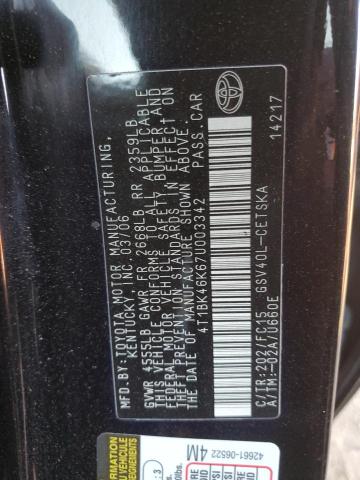 MFD.BY:TOYOTA MOTOR MANUFACTURING,
KENTUCKY,INC. 03/06
GVWR 4555LB GAWR FR 2668LB RR 2359LB
THIS VEHICLE CONFORMS TO ALL APPLICABLE
FEDERAL MOTOR VEHICLE SAFETY, BUMPER AND
THEFT PREVENTION STANDARDS IN EFFECT ON
THE DATE OF MANUFACTURE SHOWN ABOVE.
4T1BK46K67U003342 PASS.CAR
C/TR:202/FC15 GSV40L-CETSKA
A/TM:-02A/U660E 14217
42661-06522 4M